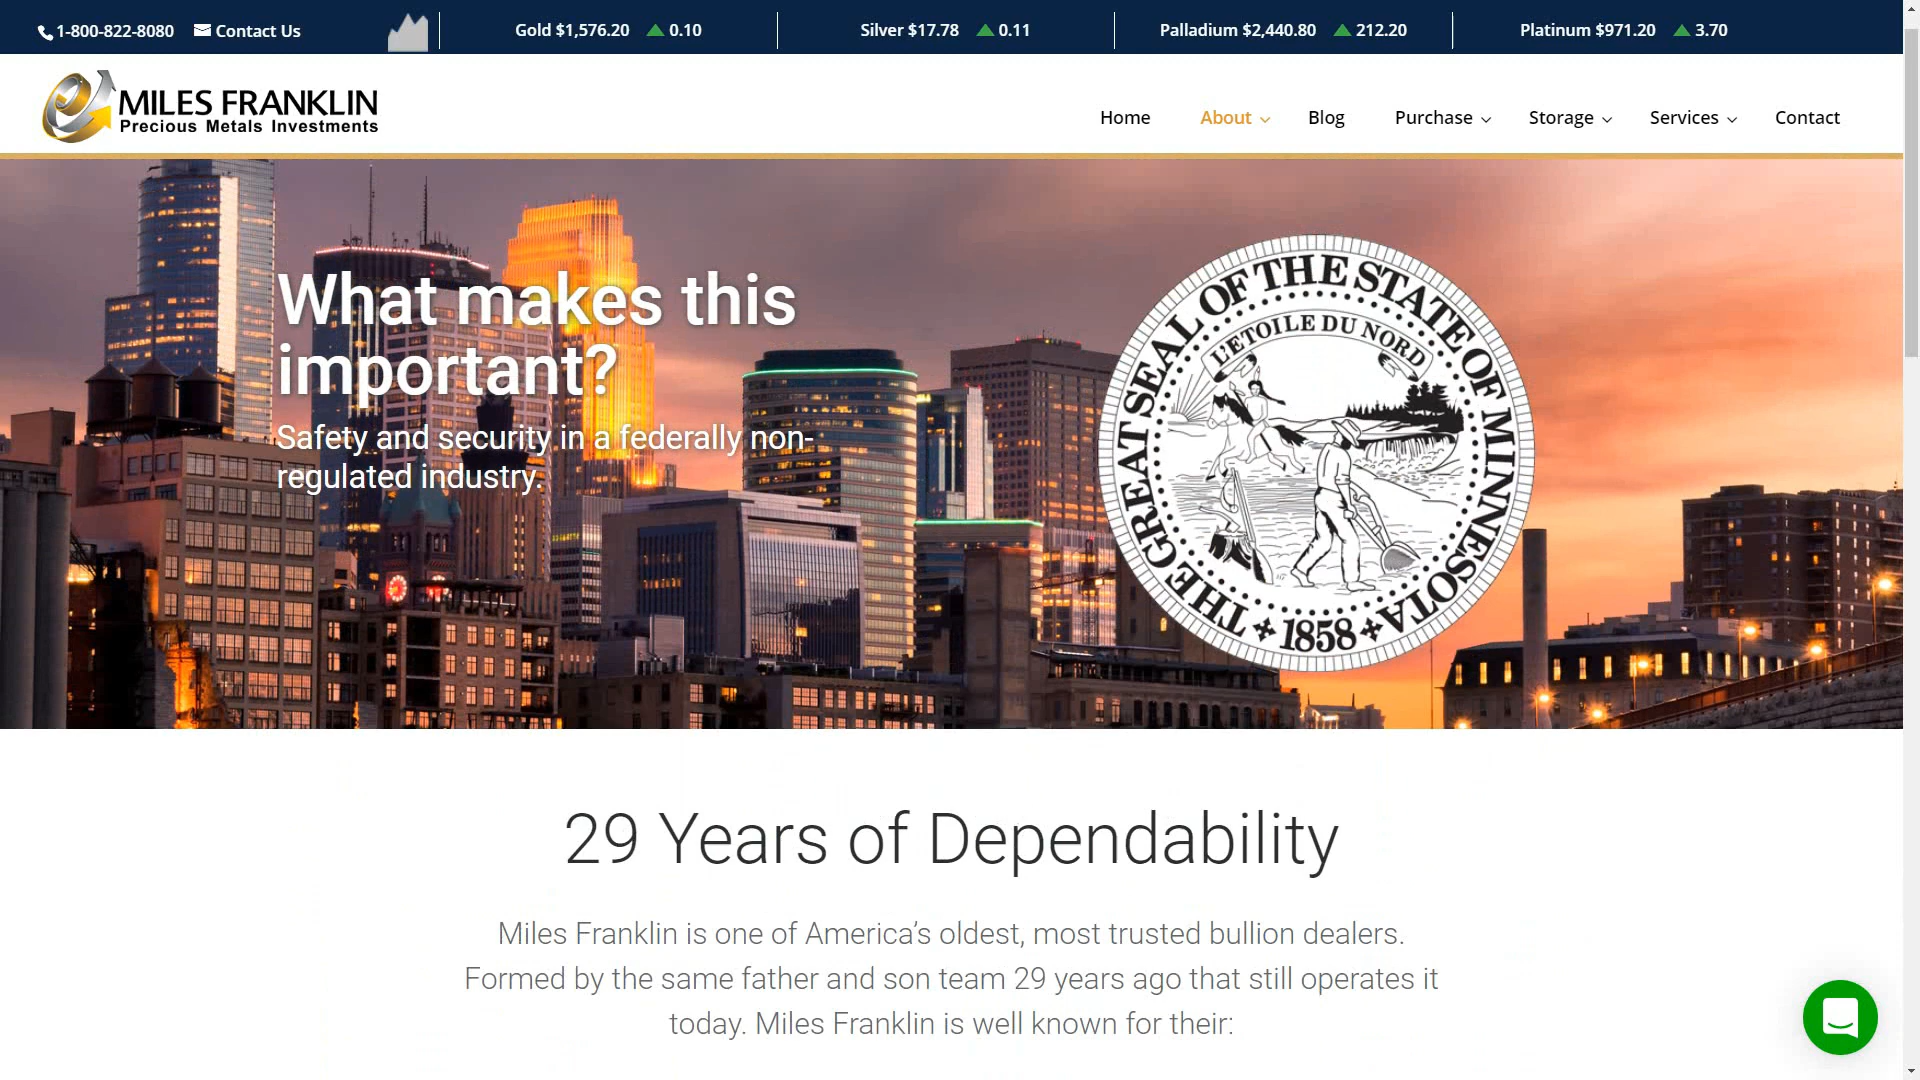 1-800-822-8080 Contact Us Gold $1,576.20 0.10 Silver $17.78 0.11 Palladium $2,440.80 212.20 Platinum $971.20 3.70
MILES FRANKLIN
Precious Metals Investments
Home About Blog Purchase Storage Services Contact
What makes this
important?
Safety and security in a federally non-
regulated industry.
THE GREAT SEAL OF THE STATE OF MINNESOTA
L'ETOILE DU NORD
1858
29 Years of Dependability
Miles Franklin is one of America’s oldest, most trusted bullion dealers.
Formed by the same father and son team 29 years ago that still operates it
today. Miles Franklin is well known for their: